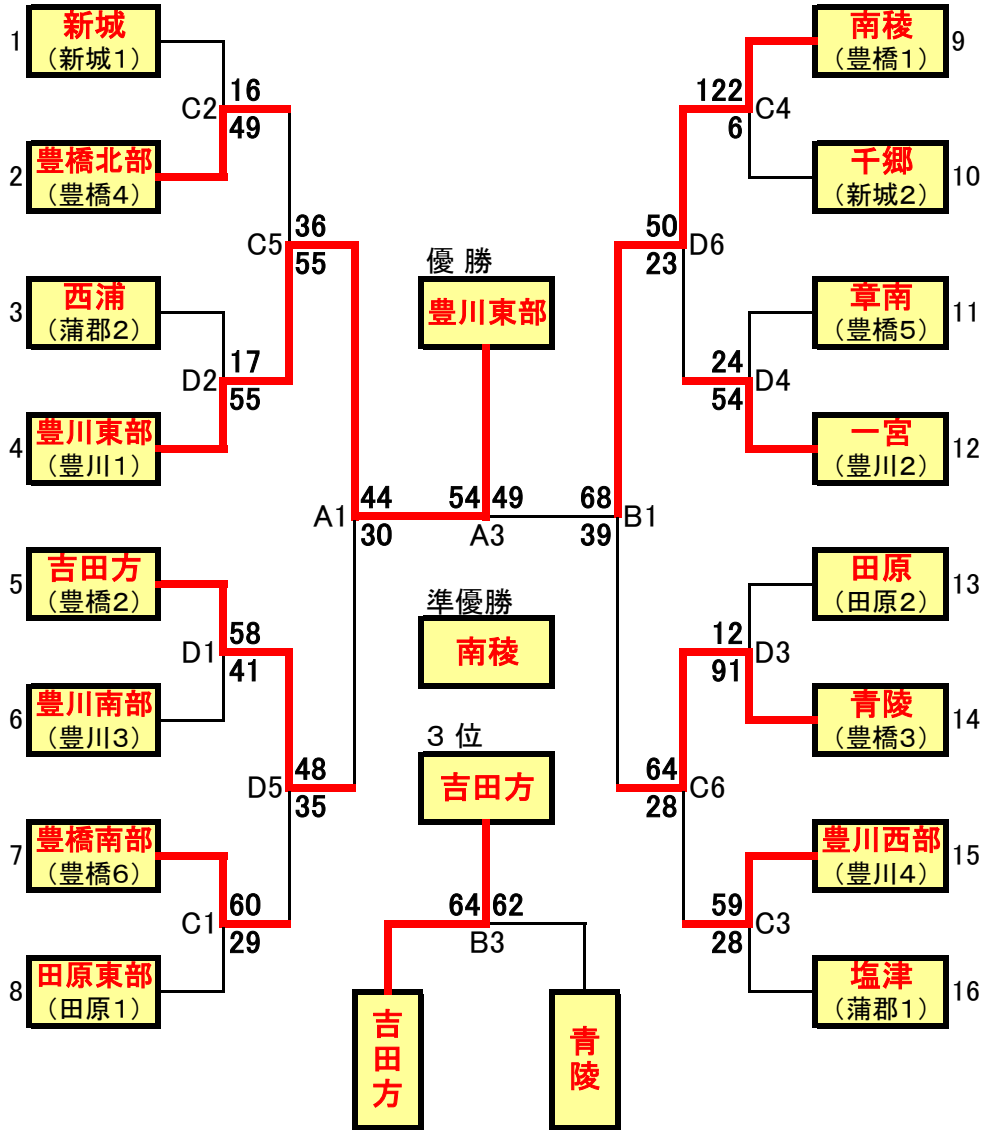 1
新城
(新城1)
C2
16
49
2
豊橋北部
(豊橋4)
C5
36
55
3
西浦
(蒲郡2)
D2
17
55
4
豊川東部
(豊川1)
A1
44
30
5
吉田方
(豊橋2)
D1
58
41
6
豊川南部
(豊川3)
D5
48
35
7
豊橋南部
(豊橋6)
C1
60
29
8
田原東部
(田原1)
優 勝
豊川東部
54 49
A3
準優勝
南稜
3 位
吉田方
64 62
B3
吉田方
青陵
南稜
(豊橋1)
9
122
6
C4
千郷
(新城2)
10
50
23
D6
章南
(豊橋5)
11
24
54
D4
一宮
(豊川2)
12
68
39
B1
田原
(田原2)
13
12
91
D3
青陵
(豊橋3)
14
64
28
C6
豊川西部
(豊川4)
15
59
28
C3
塩津
(蒲郡1)
16